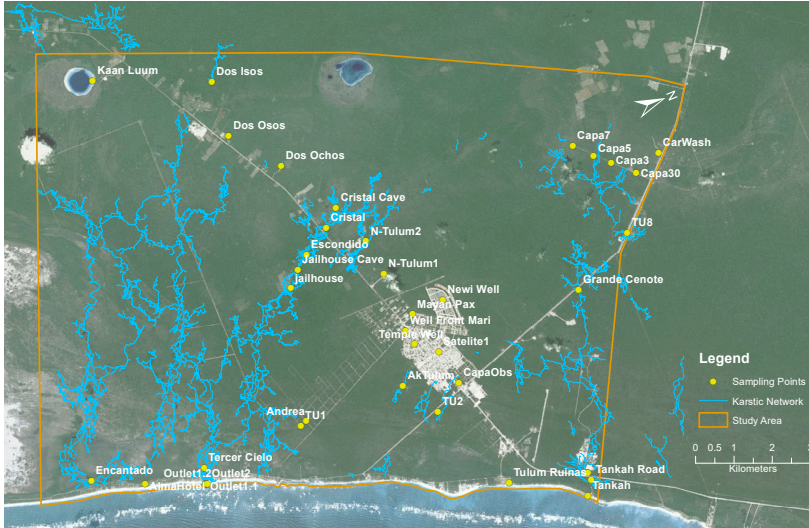 Kaan Luum
Dos Isos
Dos Osos
Dos Ochos
Capa7
Capa5
CarWash
Capa3
Capa30
N
Cristal Cave
Cristal
N-Tulum2
TU8
Escondido
Jailhouse Cave
N-Tulum1
jailhouse
Grande Cenote
Newi Well
Mayan Pax
Well Front Mari
Temple Well
Satelite1
AkTulum
CapaObs
TU2
Andrea
TU1
Legend
Sampling Points
Karstic Network
Study Area
0 0.5 1 2
Kilometers
Tercer Cielo
Encantado
Outlet1.2
Outlet2
AlmaHotel
Outlet1.1
Tulum Ruinas
Tankah Road
Tankah